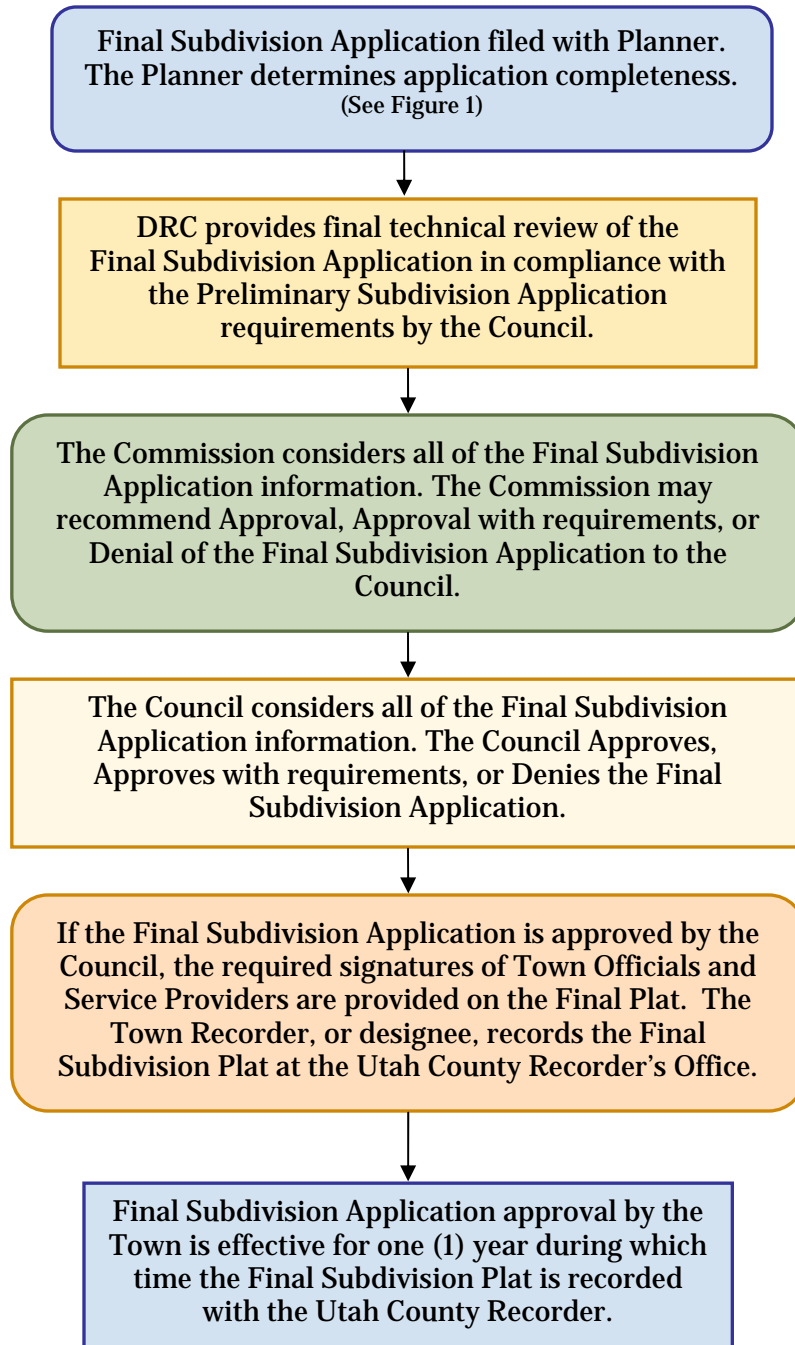 Final Subdivision Application filed with Planner.
The Planner determines application completeness.
(See Figure 1)
DRC provides final technical review of the
Final Subdivision Application in compliance with
the Preliminary Subdivision Application
requirements by the Council.
The Commission considers all of the Final Subdivision
Application information. The Commission may
recommend Approval, Approval with requirements, or
Denial of the Final Subdivision Application to the
Council.
The Council considers all of the Final Subdivision
Application information. The Council Approves,
Approves with requirements, or Denies the Final
Subdivision Application.
If the Final Subdivision Application is approved by the
Council, the required signatures of Town Officials and
Service Providers are provided on the Final Plat.  The
Town Recorder, or designee, records the Final
Subdivision Plat at the Utah County Recorder’s Office.
Final Subdivision Application approval by the
Town is effective for one (1) year during which
time the Final Subdivision Plat is recorded
with the Utah County Recorder.